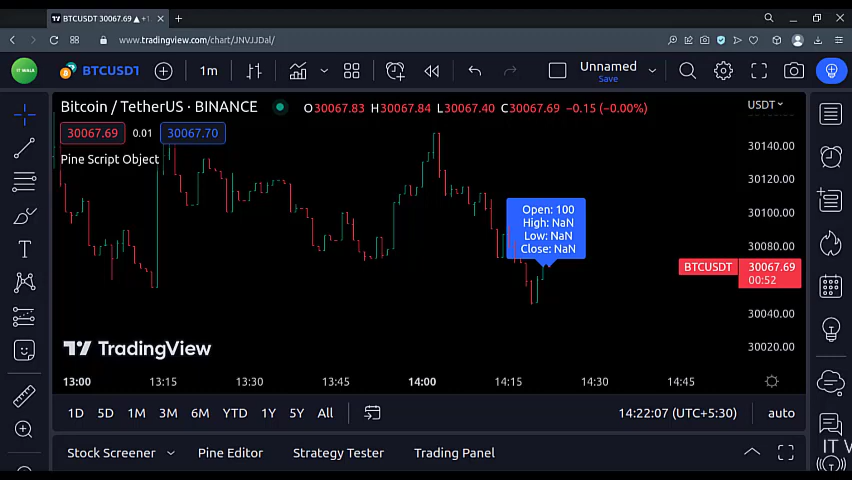 BTCUSDT 30067.69 ▲ +1
www.tradingview.com/chart/JNVJJDal/
IT WALA
BTCUSDT
1m
Unnamed
Save
Bitcoin / TetherUS · BINANCE
O30067.83 H30067.84 L30067.40 C30067.69 −0.15 (−0.00%)
USDT
30067.69
0.01
30067.70
Pine Script Object
30140.00
30120.00
30100.00
30080.00
30040.00
30020.00
Open: 100
High: NaN
Low: NaN
Close: NaN
BTCUSDT
30067.69
00:52
TradingView
13:00
13:15
13:30
13:45
14:00
14:15
14:30
14:45
1D 5D 1M 3M 6M YTD 1Y 5Y All
14:22:07 (UTC+5:30)
auto
Stock Screener
Pine Editor
Strategy Tester
Trading Panel
IT